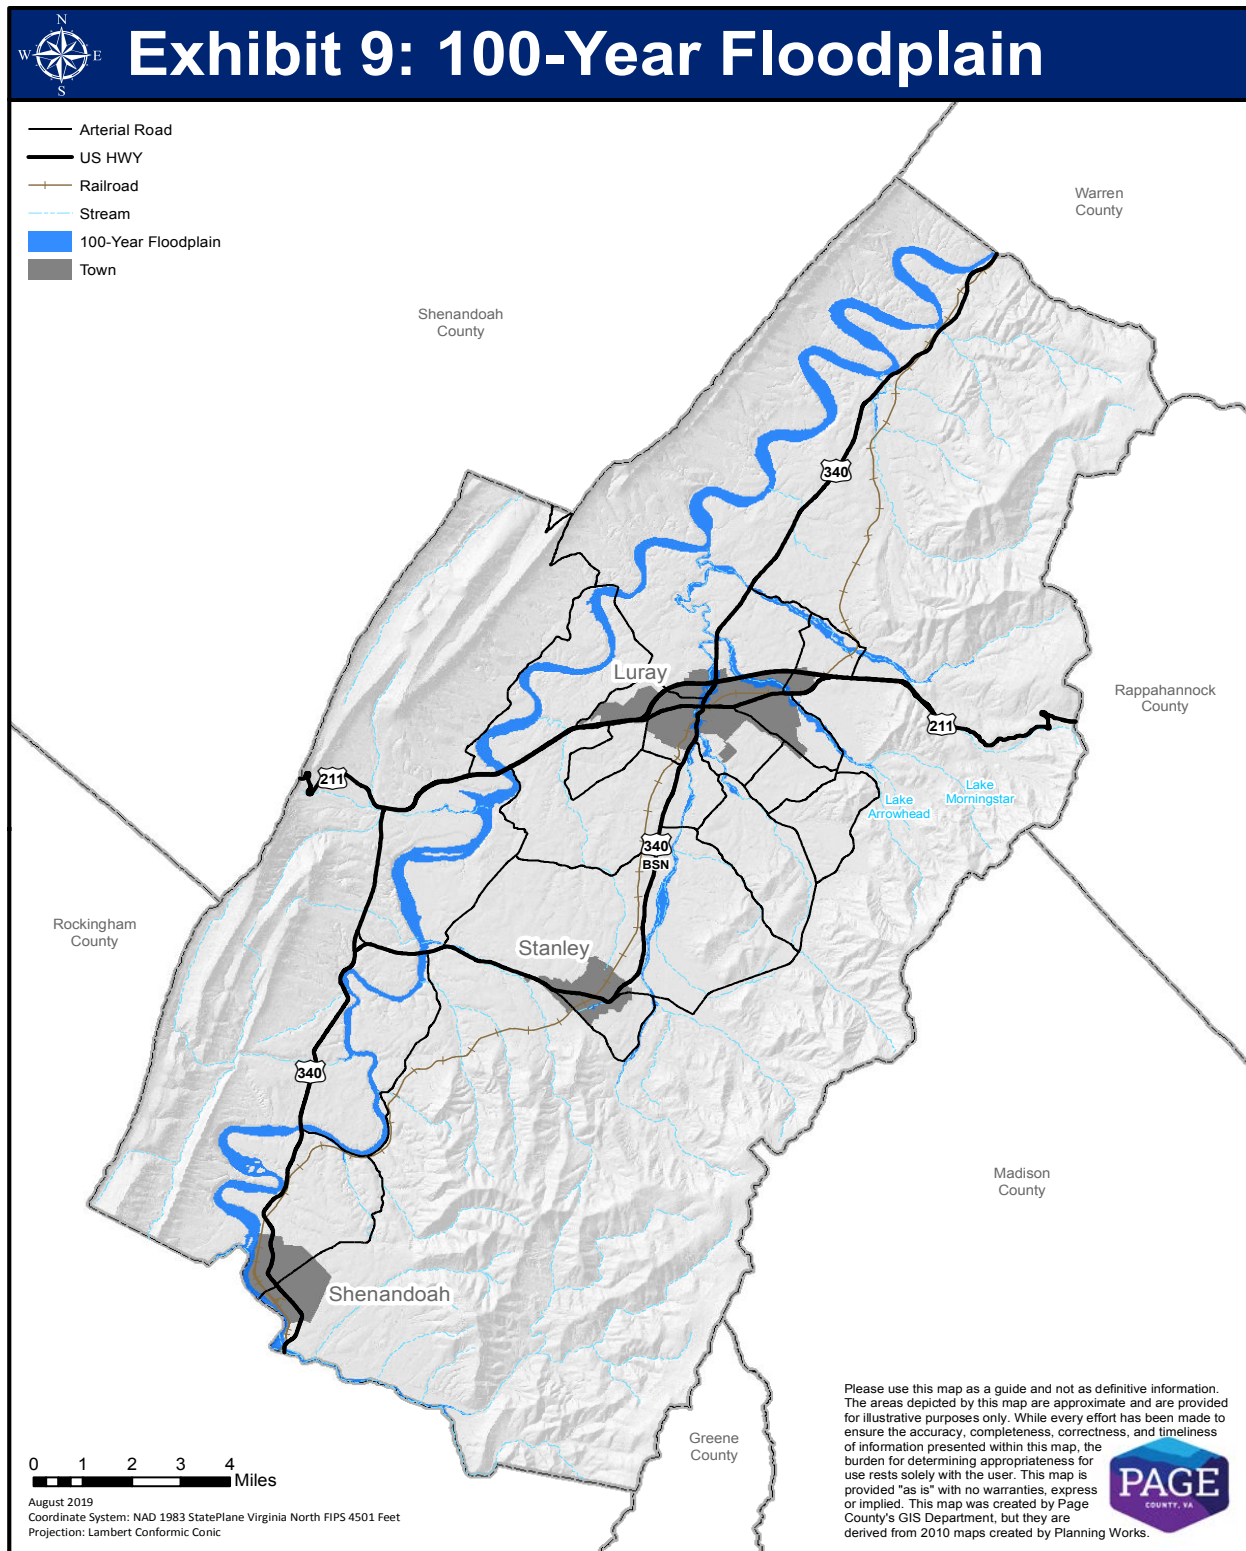 N
W E
S
Exhibit 9: 100-Year Floodplain
Arterial Road
US HWY
Railroad
Stream
100-Year Floodplain
Town
Warren
County
Shenandoah
County
340
Luray
Rappahannock
County
211
211
Lake
Morningstar
Lake
Arrowhead
340
BSN
Rockingham
County
Stanley
340
Madison
County
Shenandoah
Greene
County
0 1 2 3 4
Miles
August 2019
Coordinate System: NAD 1983 StatePlane Virginia North FIPS 4501 Feet
Projection: Lambert Conformic Conic
Please use this map as a guide and not as definitive information.
The areas depicted by this map are approximate and are provided
for illustrative purposes only. While every effort has been made to
ensure the accuracy, completeness, correctness, and timeliness
of information presented within this map, the
burden for determining appropriateness for
use rests solely with the user. This map is
provided "as is" with no warranties, express
or implied. This map was created by Page
County's GIS Department, but they are
derived from 2010 maps created by Planning Works.
PAGE
COUNTY, VA